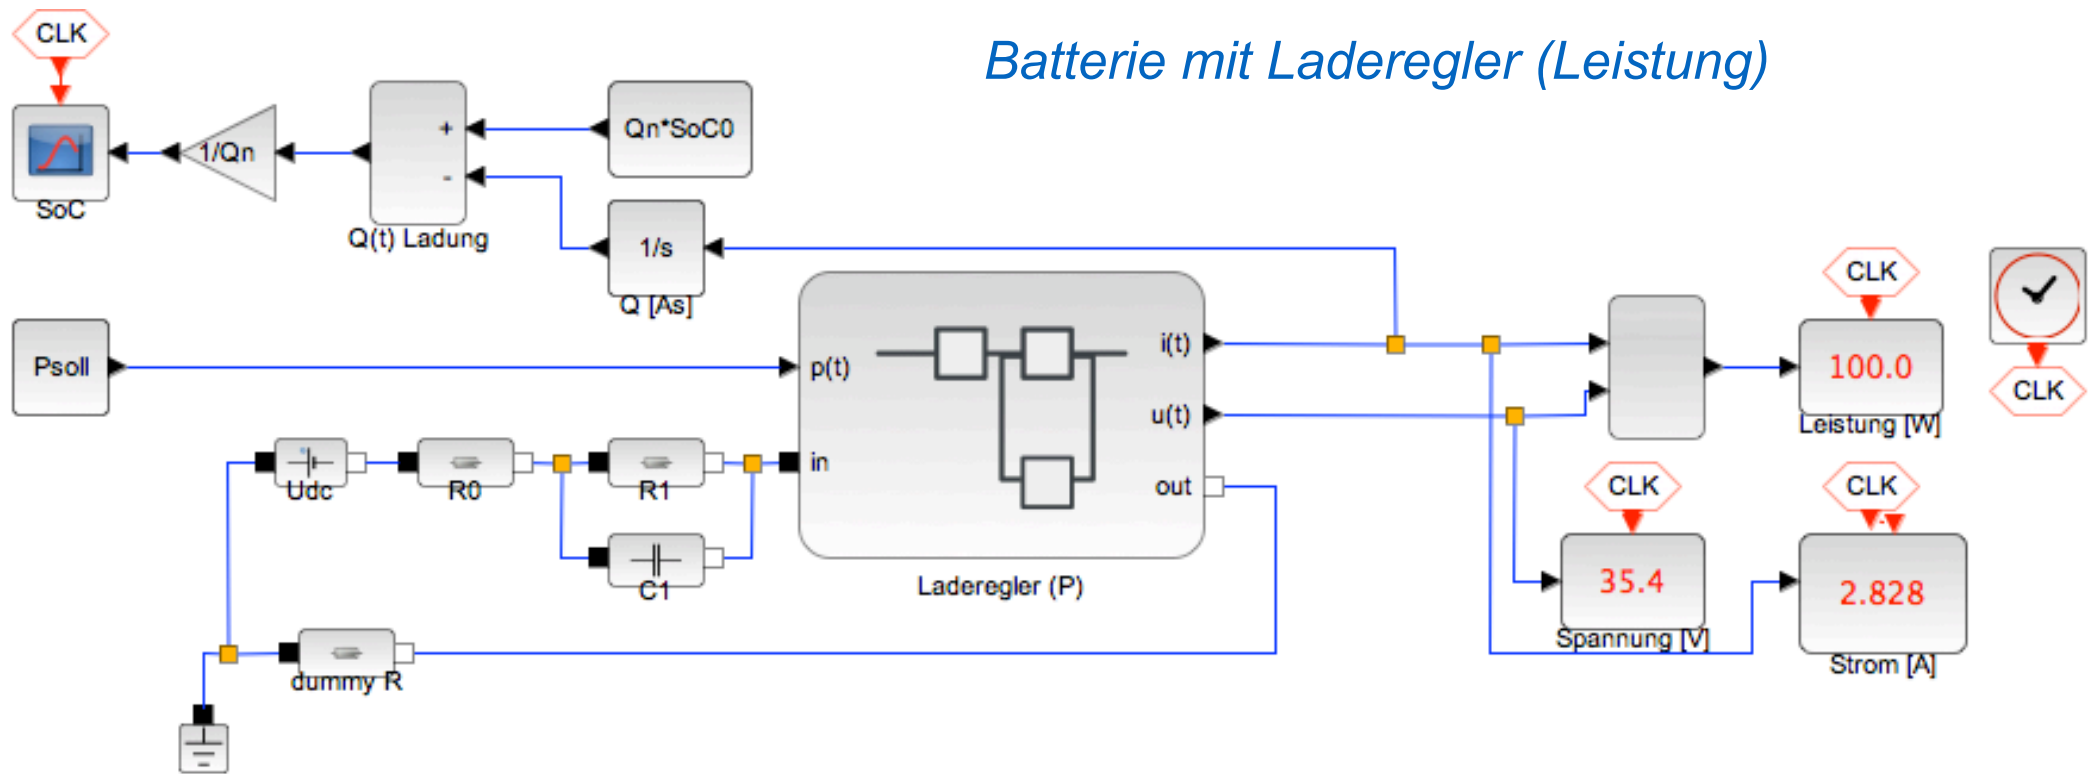 CLK
Batterie mit Laderegler (Leistung)
+
Qn*SoC0
1/Qn
-
SoC
Q(t) Ladung
1/s
Q [As]
CLK
CLK
Psoll
p(t)
i(t)
100.0
Leistung [W]
u(t)
in
Udc
R0
R1
out
CLK
CLK
C1
Laderegler (P)
35.4
2.828
Spannung [V]
Strom [A]
dummy R